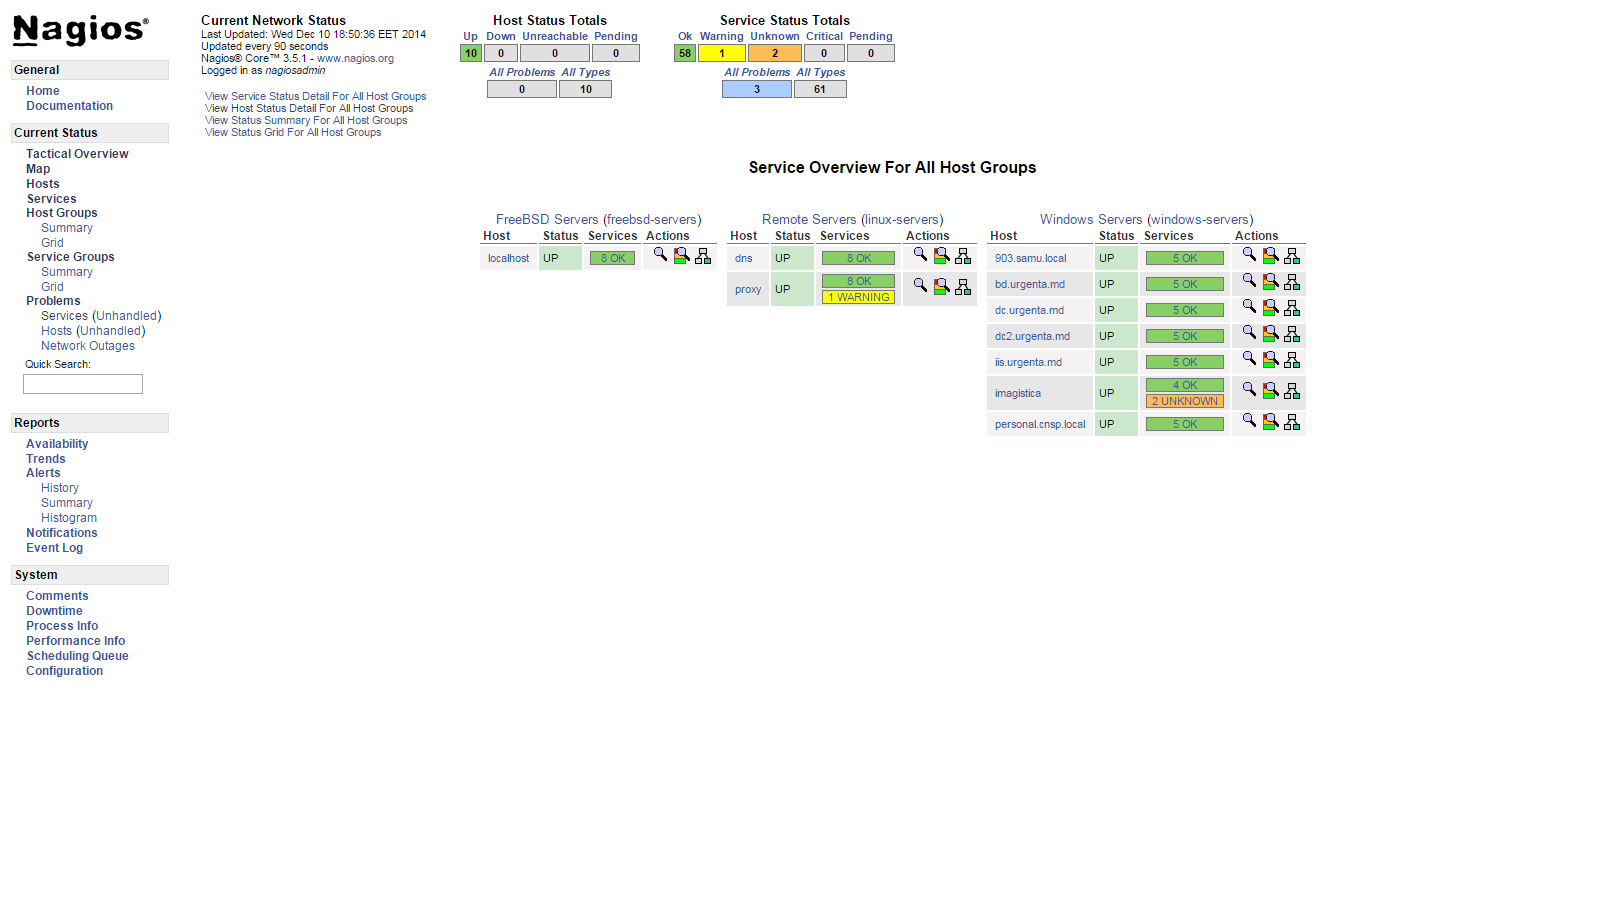 Nagios®
General
Home
Documentation
Current Status
Tactical Overview
Map
Hosts
Services
Host Groups
Summary
Grid
Service Groups
Summary
Grid
Problems
Services (Unhandled)
Hosts (Unhandled)
Network Outages
Quick Search:
Reports
Availability
Trends
Alerts
History
Summary
Histogram
Notifications
Event Log
System
Comments
Downtime
Process Info
Performance Info
Scheduling Queue
Configuration
Current Network Status
Last Updated: Wed Dec 10 18:50:36 EET 2014
Updated every 90 seconds
Nagios® Core™ 3.5.1 - www.nagios.org
Logged in as nagiosadmin
View Service Status Detail For All Host Groups
View Host Status Detail For All Host Groups
View Status Summary For All Host Groups
View Status Grid For All Host Groups
Host Status Totals
Up Down Unreachable Pending
10 0 0 0
All Problems All Types
0 10
Service Status Totals
Ok Warning Unknown Critical Pending
58 1 2 0 0
All Problems All Types
3 61
Service Overview For All Host Groups
FreeBSD Servers (freebsd-servers)
Host Status Services Actions
localhost UP 8 OK
Remote Servers (linux-servers)
Host Status Services Actions
dns UP 8 OK
proxy UP 8 OK
1 WARNING
Windows Servers (windows-servers)
Host Status Services Actions
903.samu.local UP 5 OK
bd.urgenta.md UP 5 OK
dc.urgenta.md UP 5 OK
dc2.urgenta.md UP 5 OK
iis.urgenta.md UP 5 OK
imagistica UP 4 OK
2 UNKNOWN
personal.cnsp.local UP 5 OK